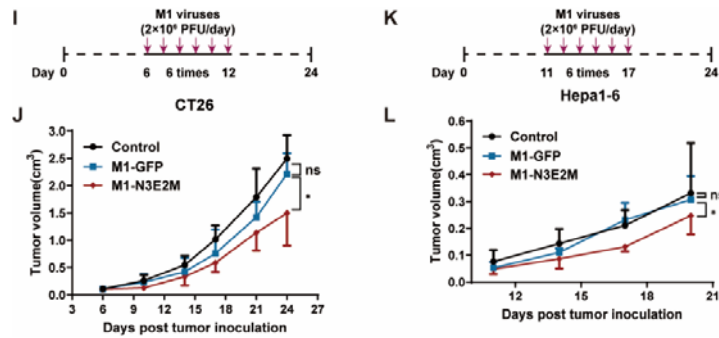 I
M1 viruses
(2×10⁶ PFU/day)
Day 0 6 6 times 12 24
K
M1 viruses
(2×10⁶ PFU/day)
Day 0 11 6 times 17 24
J
CT26
Control
M1-GFP
M1-N3E2M
Tumor volume(cm³)
3.0
2.5
2.0
1.5
1.0
0.5
0.0
ns
*
3 6 9 12 15 18 21 24 27
Days post tumor inoculation
L
Hepa1-6
Control
M1-GFP
M1-N3E2M
Tumor volume(cm³)
0.6
0.5
0.4
0.3
0.2
0.1
0.0
*
12 15 18 21
Days post tumor inoculation